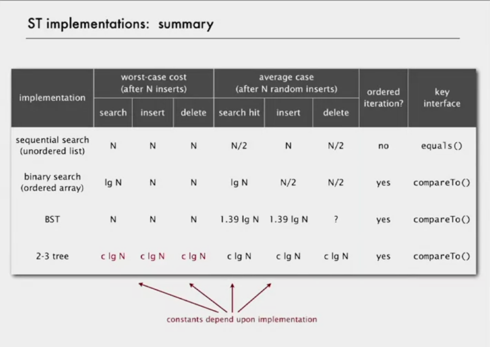 ST implementations: summary
worst-case cost (after N inserts) average case (after N random inserts)
implementation search insert delete search hit insert delete ordered iteration? key interface
sequential search (unordered list) N N N N/2 N N/2 no equals()
binary search (ordered array) lg N N N lg N N/2 N/2 yes compareTo()
BST N N N 1.39 lg N 1.39 lg N ? yes compareTo()
2-3 tree c lg N c lg N c lg N c lg N c lg N c lg N yes compareTo()
constants depend upon implementation